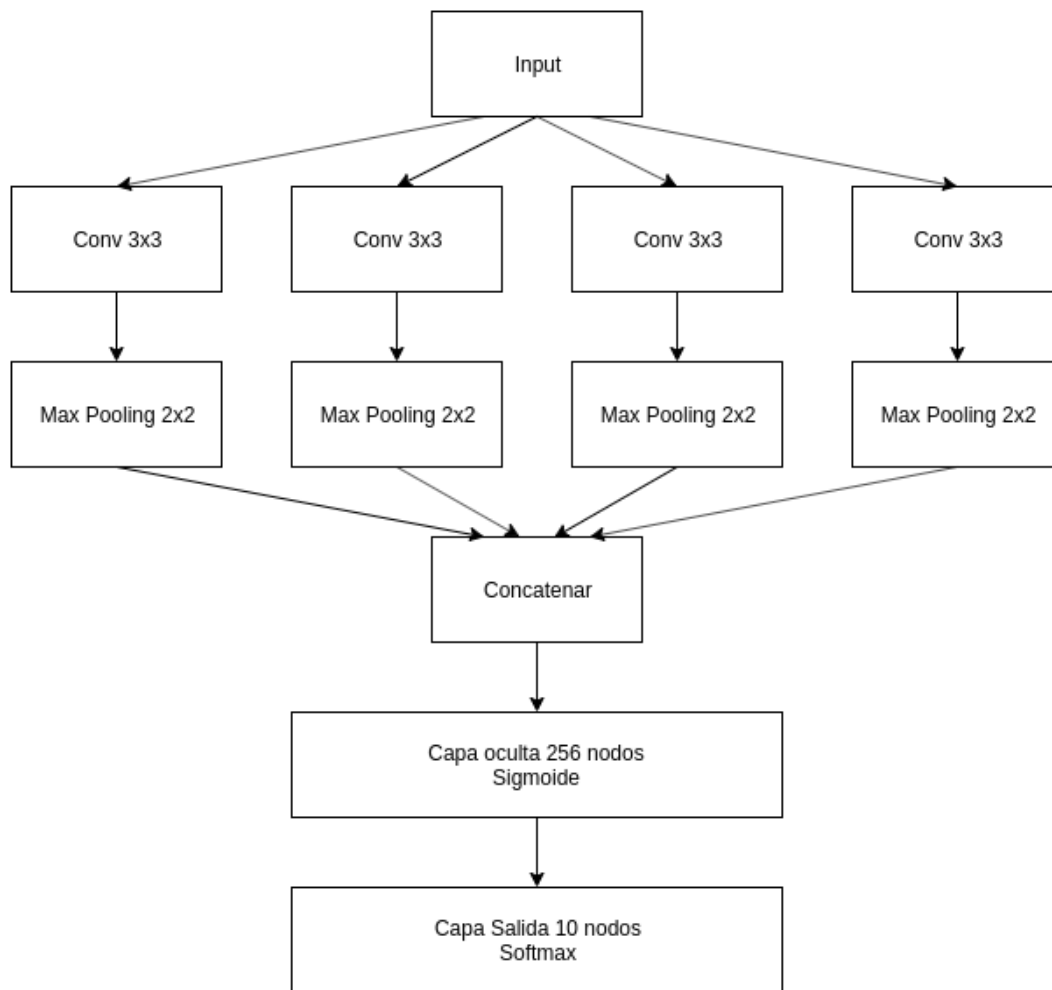 Input
Conv 3x3
Conv 3x3
Conv 3x3
Conv 3x3
Max Pooling 2x2
Max Pooling 2x2
Max Pooling 2x2
Max Pooling 2x2
Concatenar
Capa oculta 256 nodos
Sigmoide
Capa Salida 10 nodos
Softmax